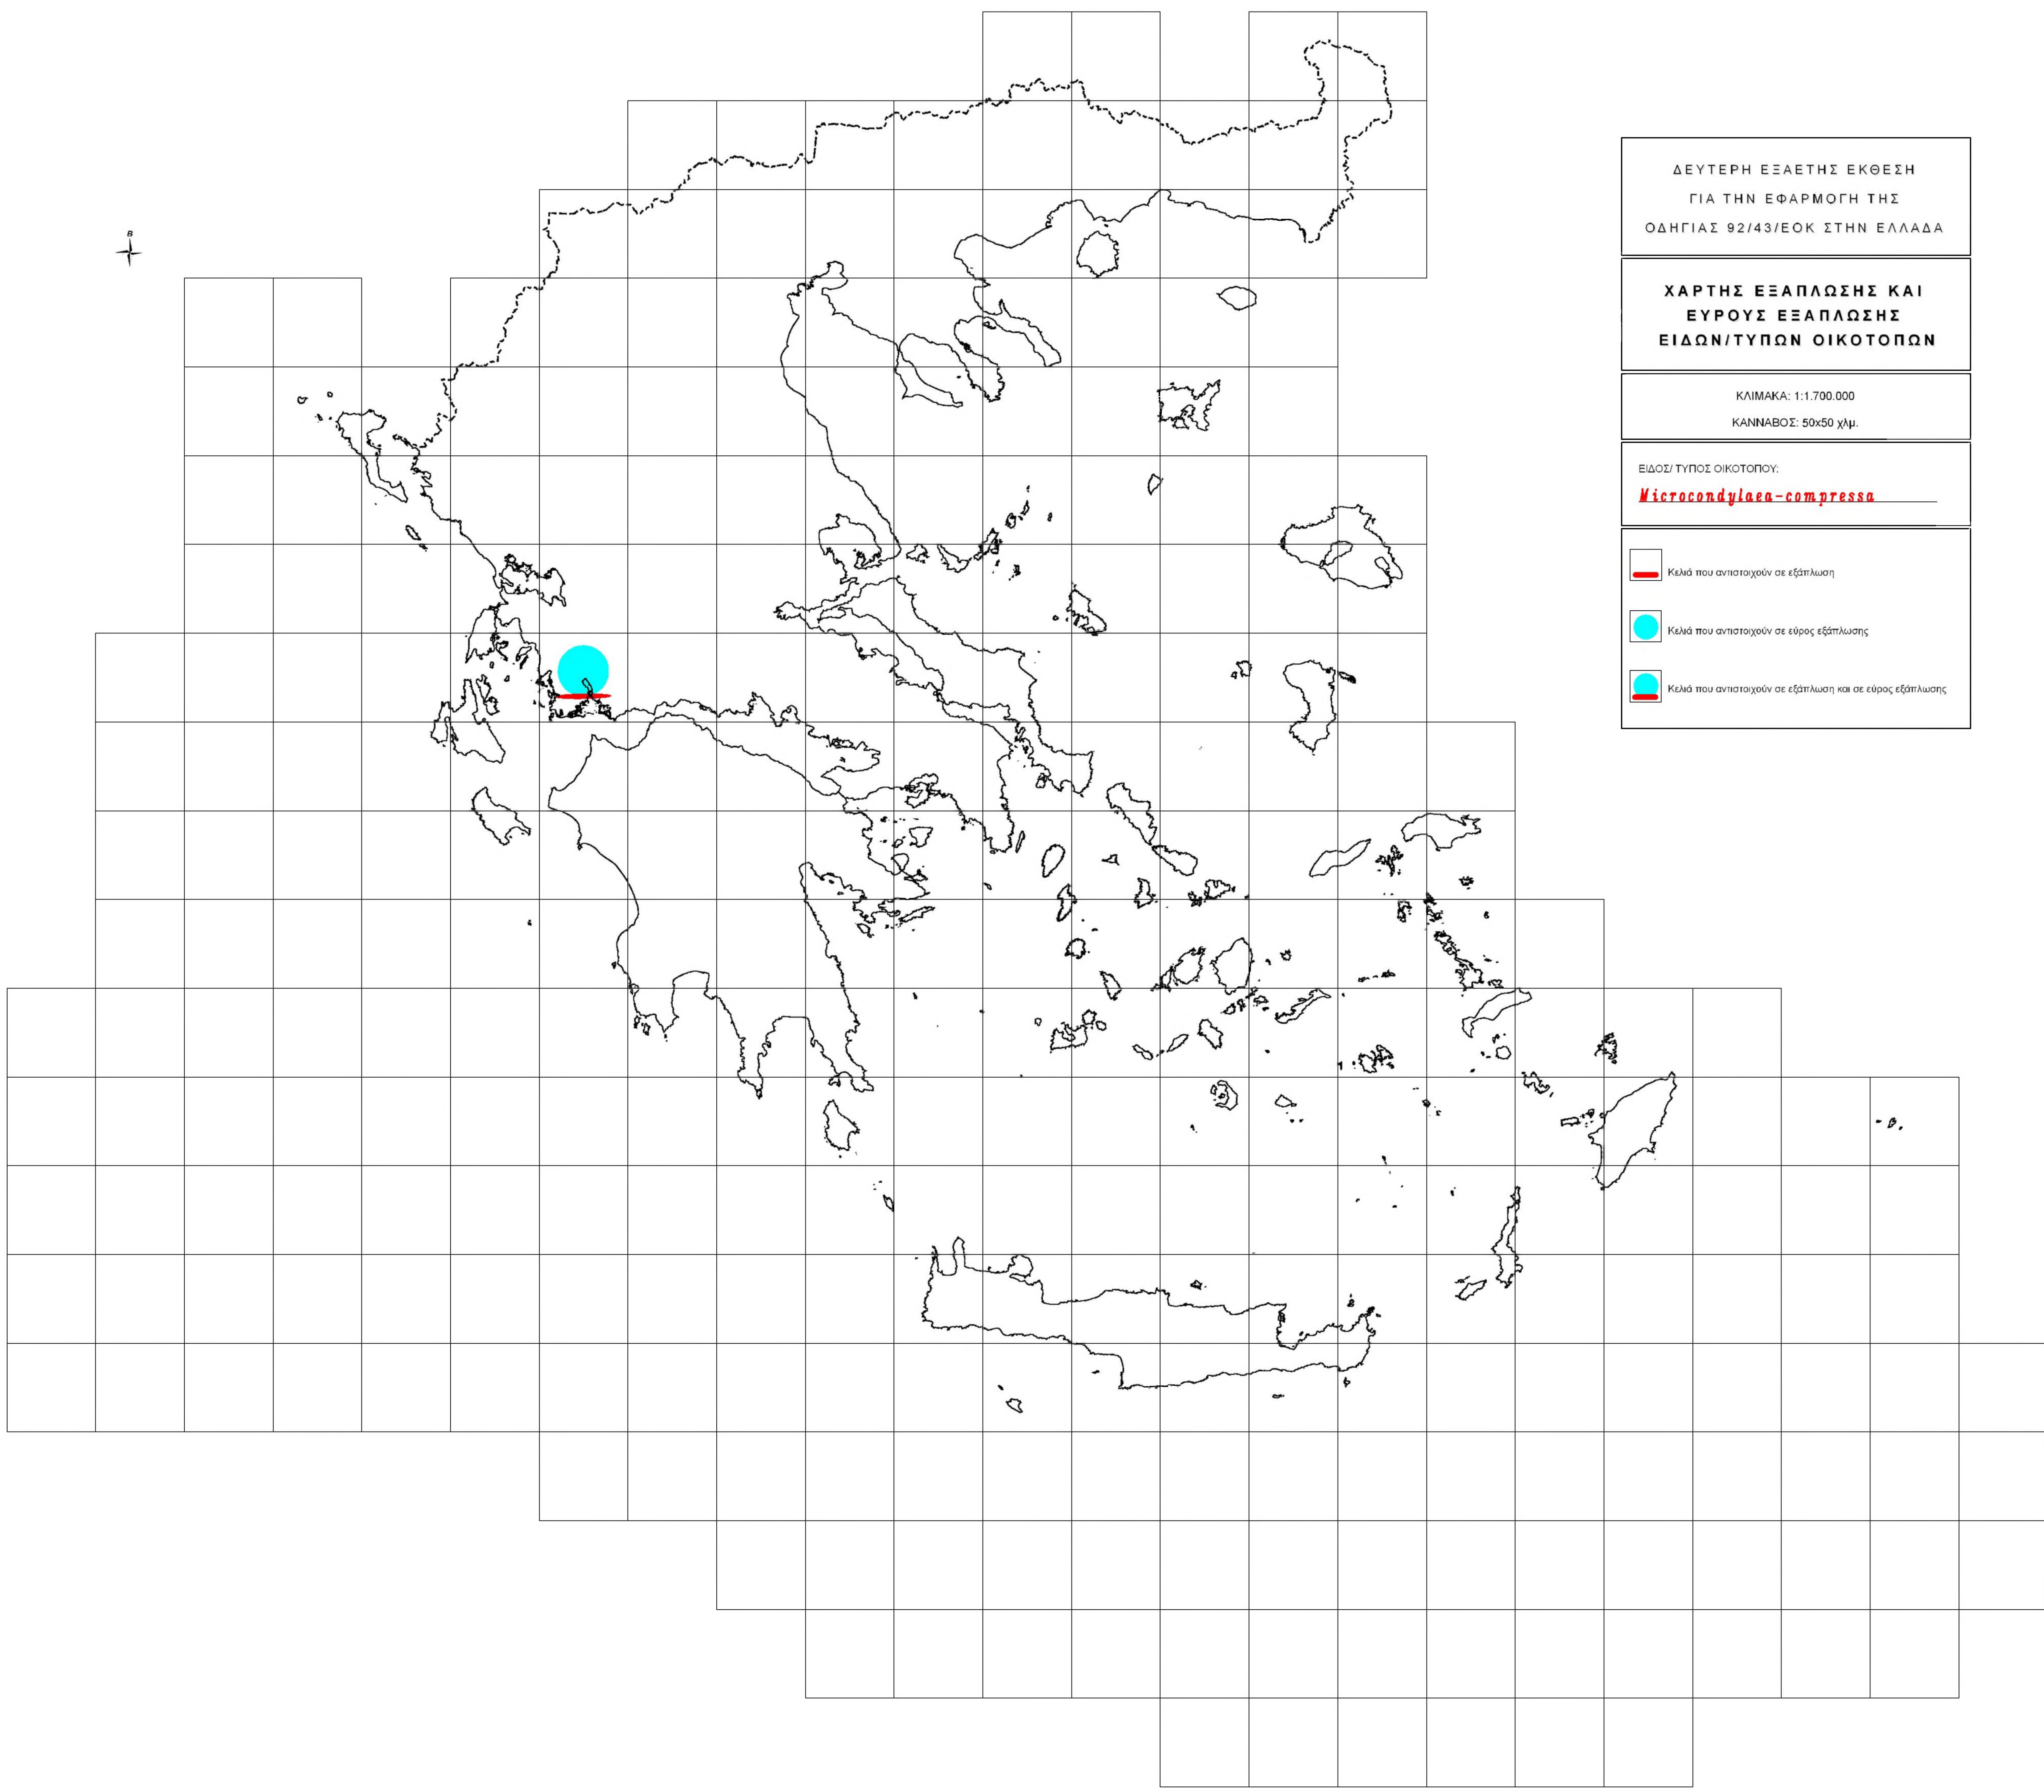 Β
ΔΕΥΤΕΡΗ ΕΞΑΕΤΗΣ ΕΚΘΕΣΗ
ΓΙΑ ΤΗΝ ΕΦΑΡΜΟΓΗ ΤΗΣ
ΟΔΗΓΙΑΣ 92/43/ΕΟΚ ΣΤΗΝ ΕΛΛΑΔΑ
ΧΑΡΤΗΣ ΕΞΑΠΛΩΣΗΣ ΚΑΙ
ΕΥΡΟΥΣ ΕΞΑΠΛΩΣΗΣ
ΕΙΔΩΝ/ΤΥΠΩΝ ΟΙΚΟΤΟΠΩΝ
ΚΛΙΜΑΚΑ: 1:1.700.000
ΚΑΝΝΑΒΟΣ: 50x50 χλμ.
ΕΙΔΟΣ/ ΤΥΠΟΣ ΟΙΚΟΤΟΠΟΥ:
Microcondylaea-compressa
Κελιά που αντιστοιχούν σε εξάπλωση
Κελιά που αντιστοιχούν σε εύρος εξάπλωσης
Κελιά που αντιστοιχούν σε εξάπλωση και σε εύρος εξάπλωσης